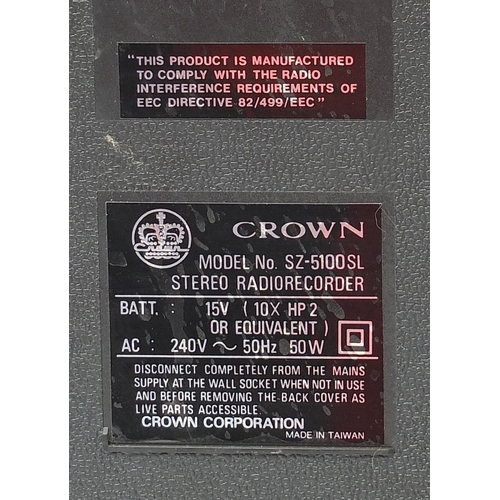 "THIS PRODUCT IS MANUFACTURED
TO COMPLY WITH THE RADIO
INTERFERENCE REQUIREMENTS OF
EEC DIRECTIVE 82/499/EEC"
Crown
CROWN
MODEL No. SZ-5100SL
STEREO RADIORECORDER
BATT. : 15V (10X HP2
OR EQUIVALENT)
AC : 240V ~ 50Hz 50W
DISCONNECT COMPLETELY FROM THE MAINS
SUPPLY AT THE WALL SOCKET WHEN NOT IN USE
AND BEFORE REMOVING THE BACK COVER AS
LIVE PARTS ACCESSIBLE.
CROWN CORPORATION
MADE IN TAIWAN